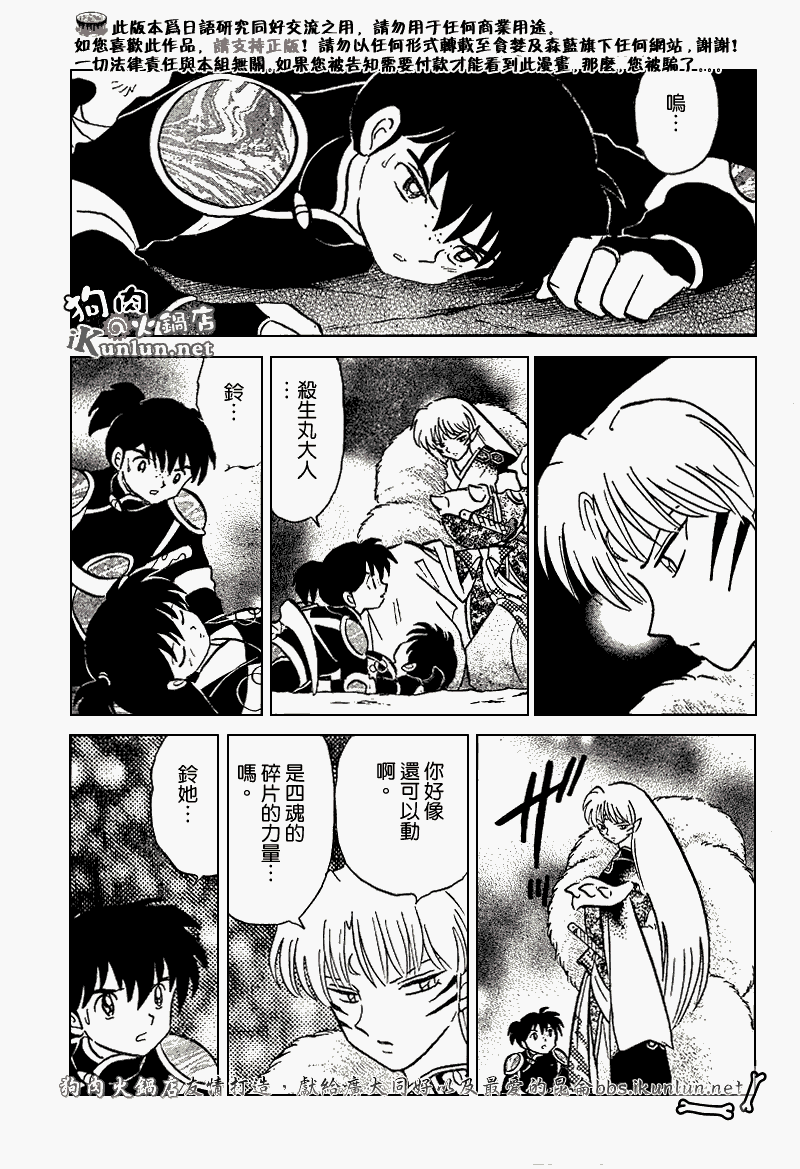 此版本爲日語研究同好交流之用，請勿用于任何商業用途。
如您喜歡此作品，請支持正版！請勿以任何形式轉載至貪婪及森藍旗下任何網站，謝謝！
一切法律責任與本組無關。如果您被告知需要付款才能看到此漫畫，那麼，您被騙了...。
嗚…
狗肉
の火鍋店
iKunlun.net
殺生丸大人
…
鈴…
你好像
還可以動
啊。
是四魂的
碎片的力量…
嗎。
鈴她…
狗肉火鍋店友情打造，獻給廣大同好以及最愛的昆侖bbs.ikunlun.net